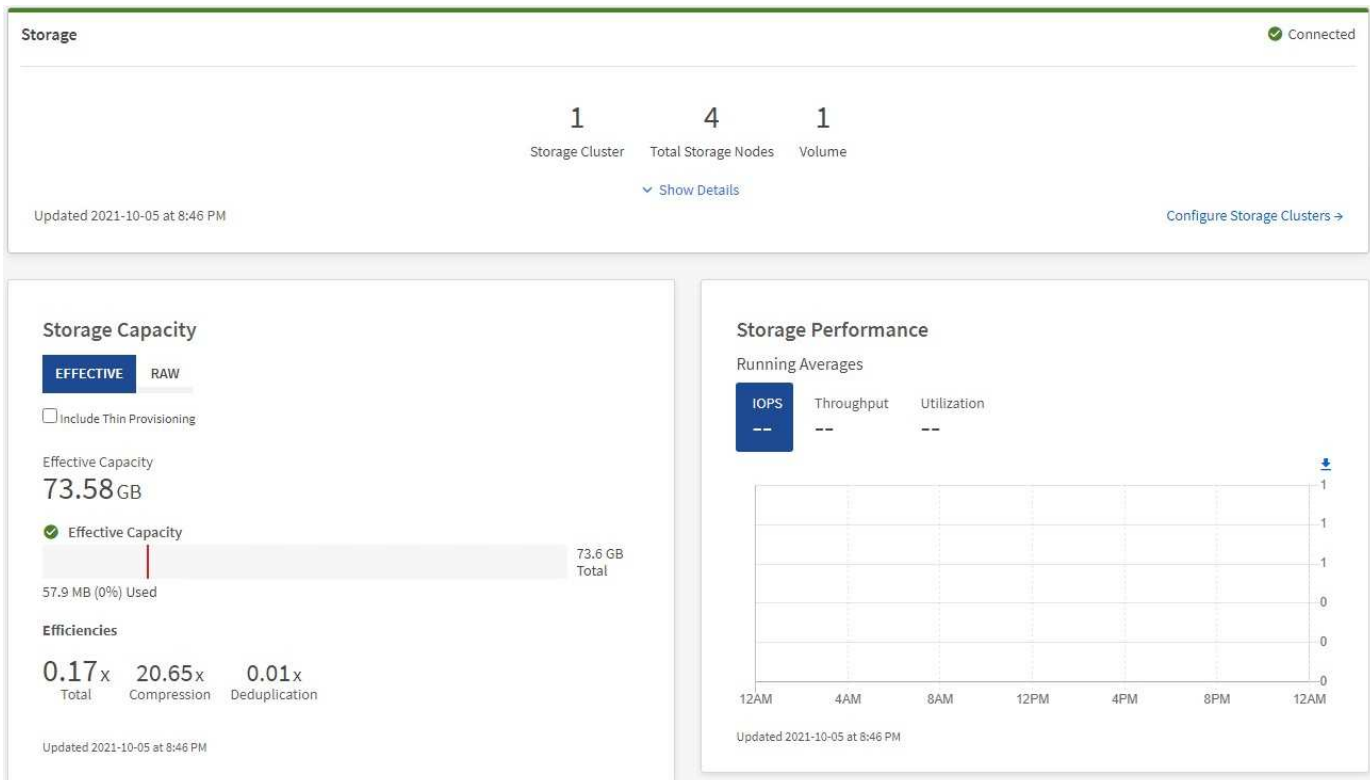 Storage
Connected
1 4 1
Storage Cluster Total Storage Nodes Volume
Show Details
Updated 2021-10-05 at 8:46 PM
Configure Storage Clusters →
Storage Capacity
EFFECTIVE RAW
Include Thin Provisioning
Effective Capacity
73.58 GB
Effective Capacity
73.6 GB
Total
57.9 MB (0%) Used
Efficiencies
0.17x 20.65x 0.01x
Total Compression Deduplication
Updated 2021-10-05 at 8:46 PM
Storage Performance
Running Averages
IOPS Throughput Utilization
-- -- --
1
1
1
0
0
0
12AM 4AM 8AM 12PM 4PM 8PM 12AM
Updated 2021-10-05 at 8:46 PM